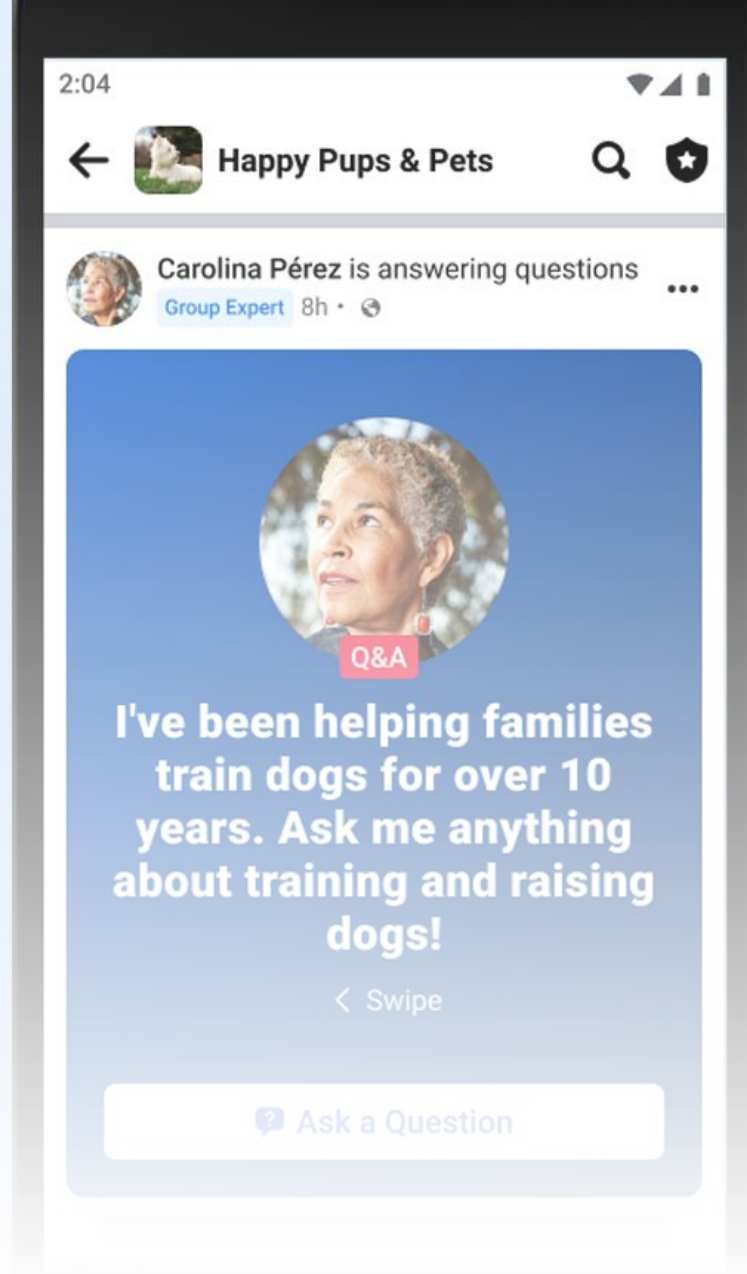 2:04
Happy Pups & Pets
Carolina Pérez is answering questions
Group Expert 8h ·
Q&A
I've been helping families
train dogs for over 10
years. Ask me anything
about training and raising
dogs!
< Swipe
Ask a Question